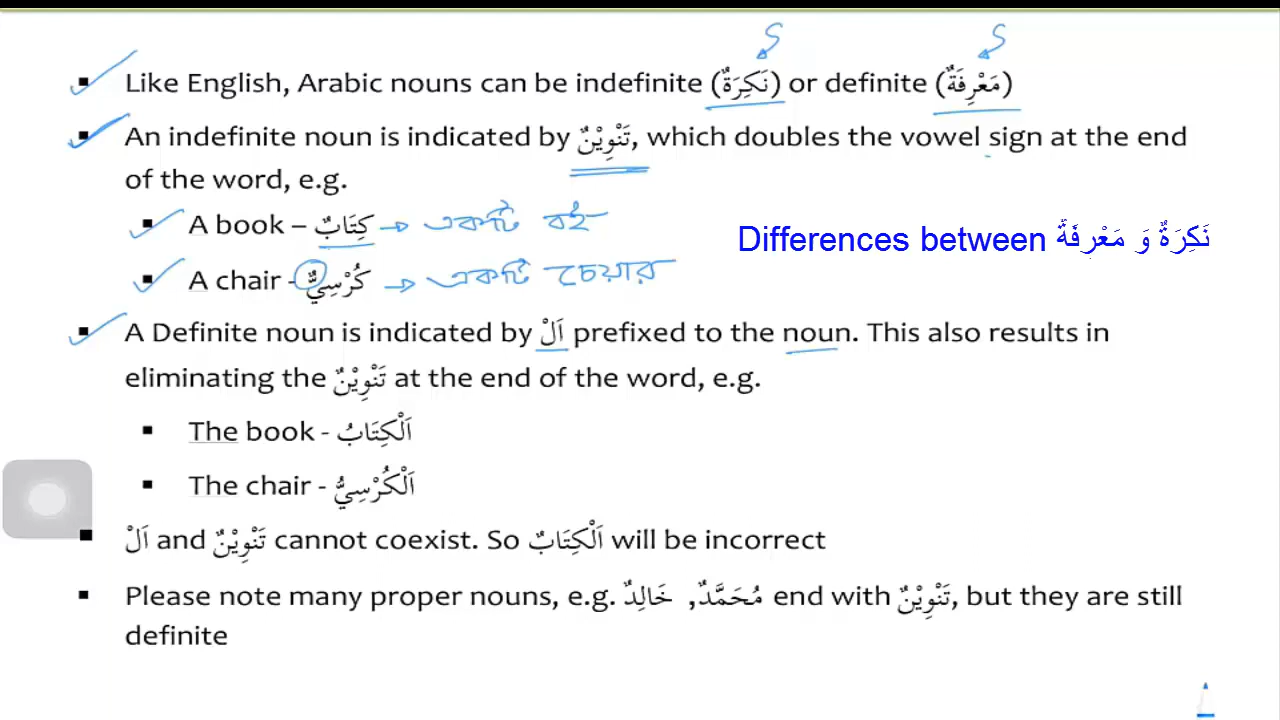 Like English, Arabic nouns can be indefinite (نَكِرَةٌ) or definite (مَعْرِفَةٌ)
An indefinite noun is indicated by تَنْوِيْنٌ, which doubles the vowel sign at the end
of the word, e.g.
A book – كِتَابٌ → একটি বই
Differences between نَكِرَةٌ وَ مَعْرِفَةٌ
A chair - كُرْسِيٌّ → একটি চেয়ার
A Definite noun is indicated by اَلْ prefixed to the noun. This also results in
eliminating the تَنْوِيْنٌ at the end of the word, e.g.
The book - اَلْكِتَابُ
The chair - اَلْكُرْسِيُّ
اَلْ and تَنْوِيْنٌ cannot coexist. So اَلْكِتَابٌ will be incorrect
Please note many proper nouns, e.g. مُحَمَّدٌ, خَالِدٌ end with تَنْوِيْنٌ, but they are still
definite